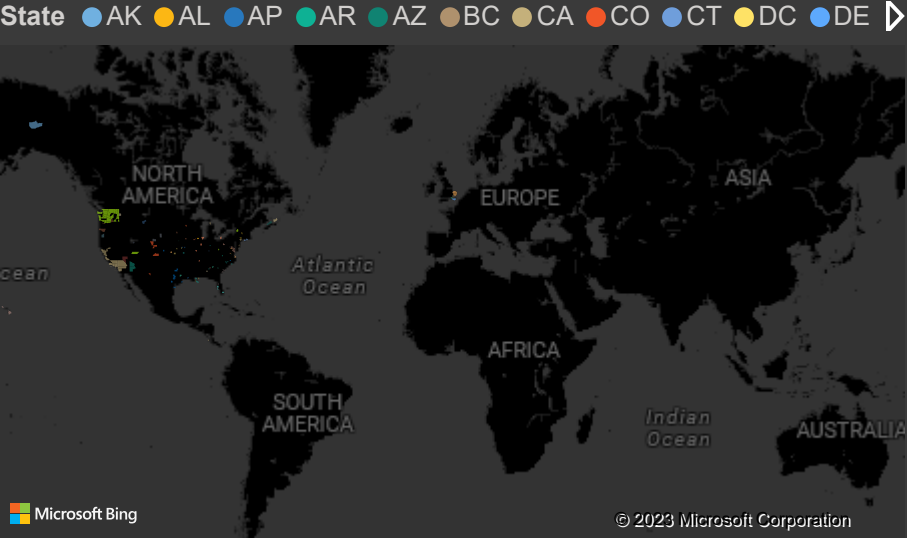 State AK AL AP AR AZ BC CA CO CT DC DE
NORTH
AMERICA
EUROPE
ASIA
cean
Atlantic
Ocean
AFRICA
SOUTH
AMERICA
Indian
Ocean
AUSTRALIA
Microsoft Bing
© 2023 Microsoft Corporation